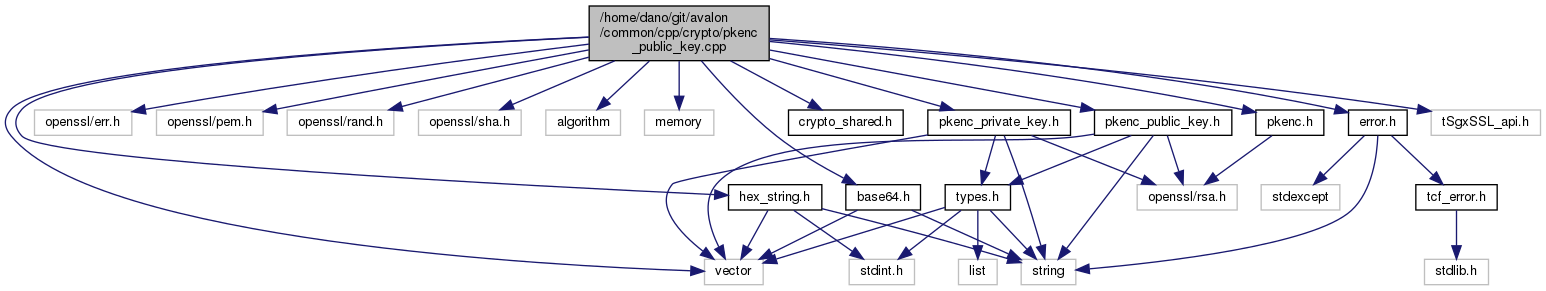 /home/dano/git/avalon
/common/cpp/crypto/pkenc
_public_key.cpp
openssl/err.h
openssl/pem.h
openssl/rand.h
openssl/sha.h
algorithm
memory
crypto_shared.h
pkenc_private_key.h
pkenc_public_key.h
pkenc.h
error.h
tSgxSSL_api.h
hex_string.h
base64.h
types.h
openssl/rsa.h
stdexcept
tcf_error.h
vector
stdint.h
list
string
stdlib.h